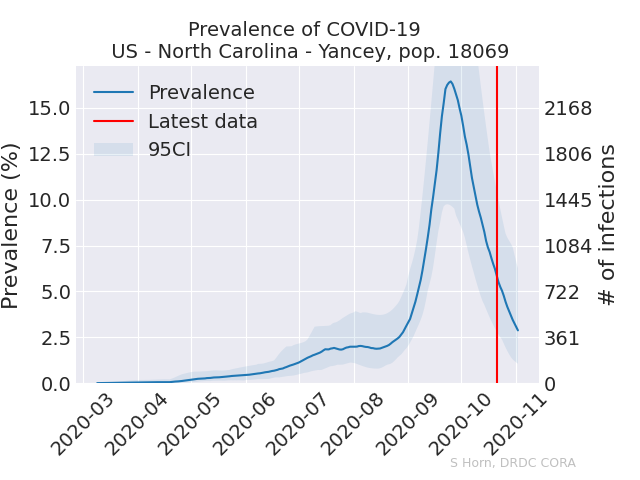 Prevalence of COVID-19
US - North Carolina - Yancey, pop. 18069
Prevalence
Latest data
95CI
Prevalence (%)
15.0
12.5
10.0
7.5
5.0
2.5
0.0
2168
1806
1445
1084
722
361
0
# of infections
2020-03
2020-04
2020-05
2020-06
2020-07
2020-08
2020-09
2020-10
2020-11
S Horn, DRDC CORA